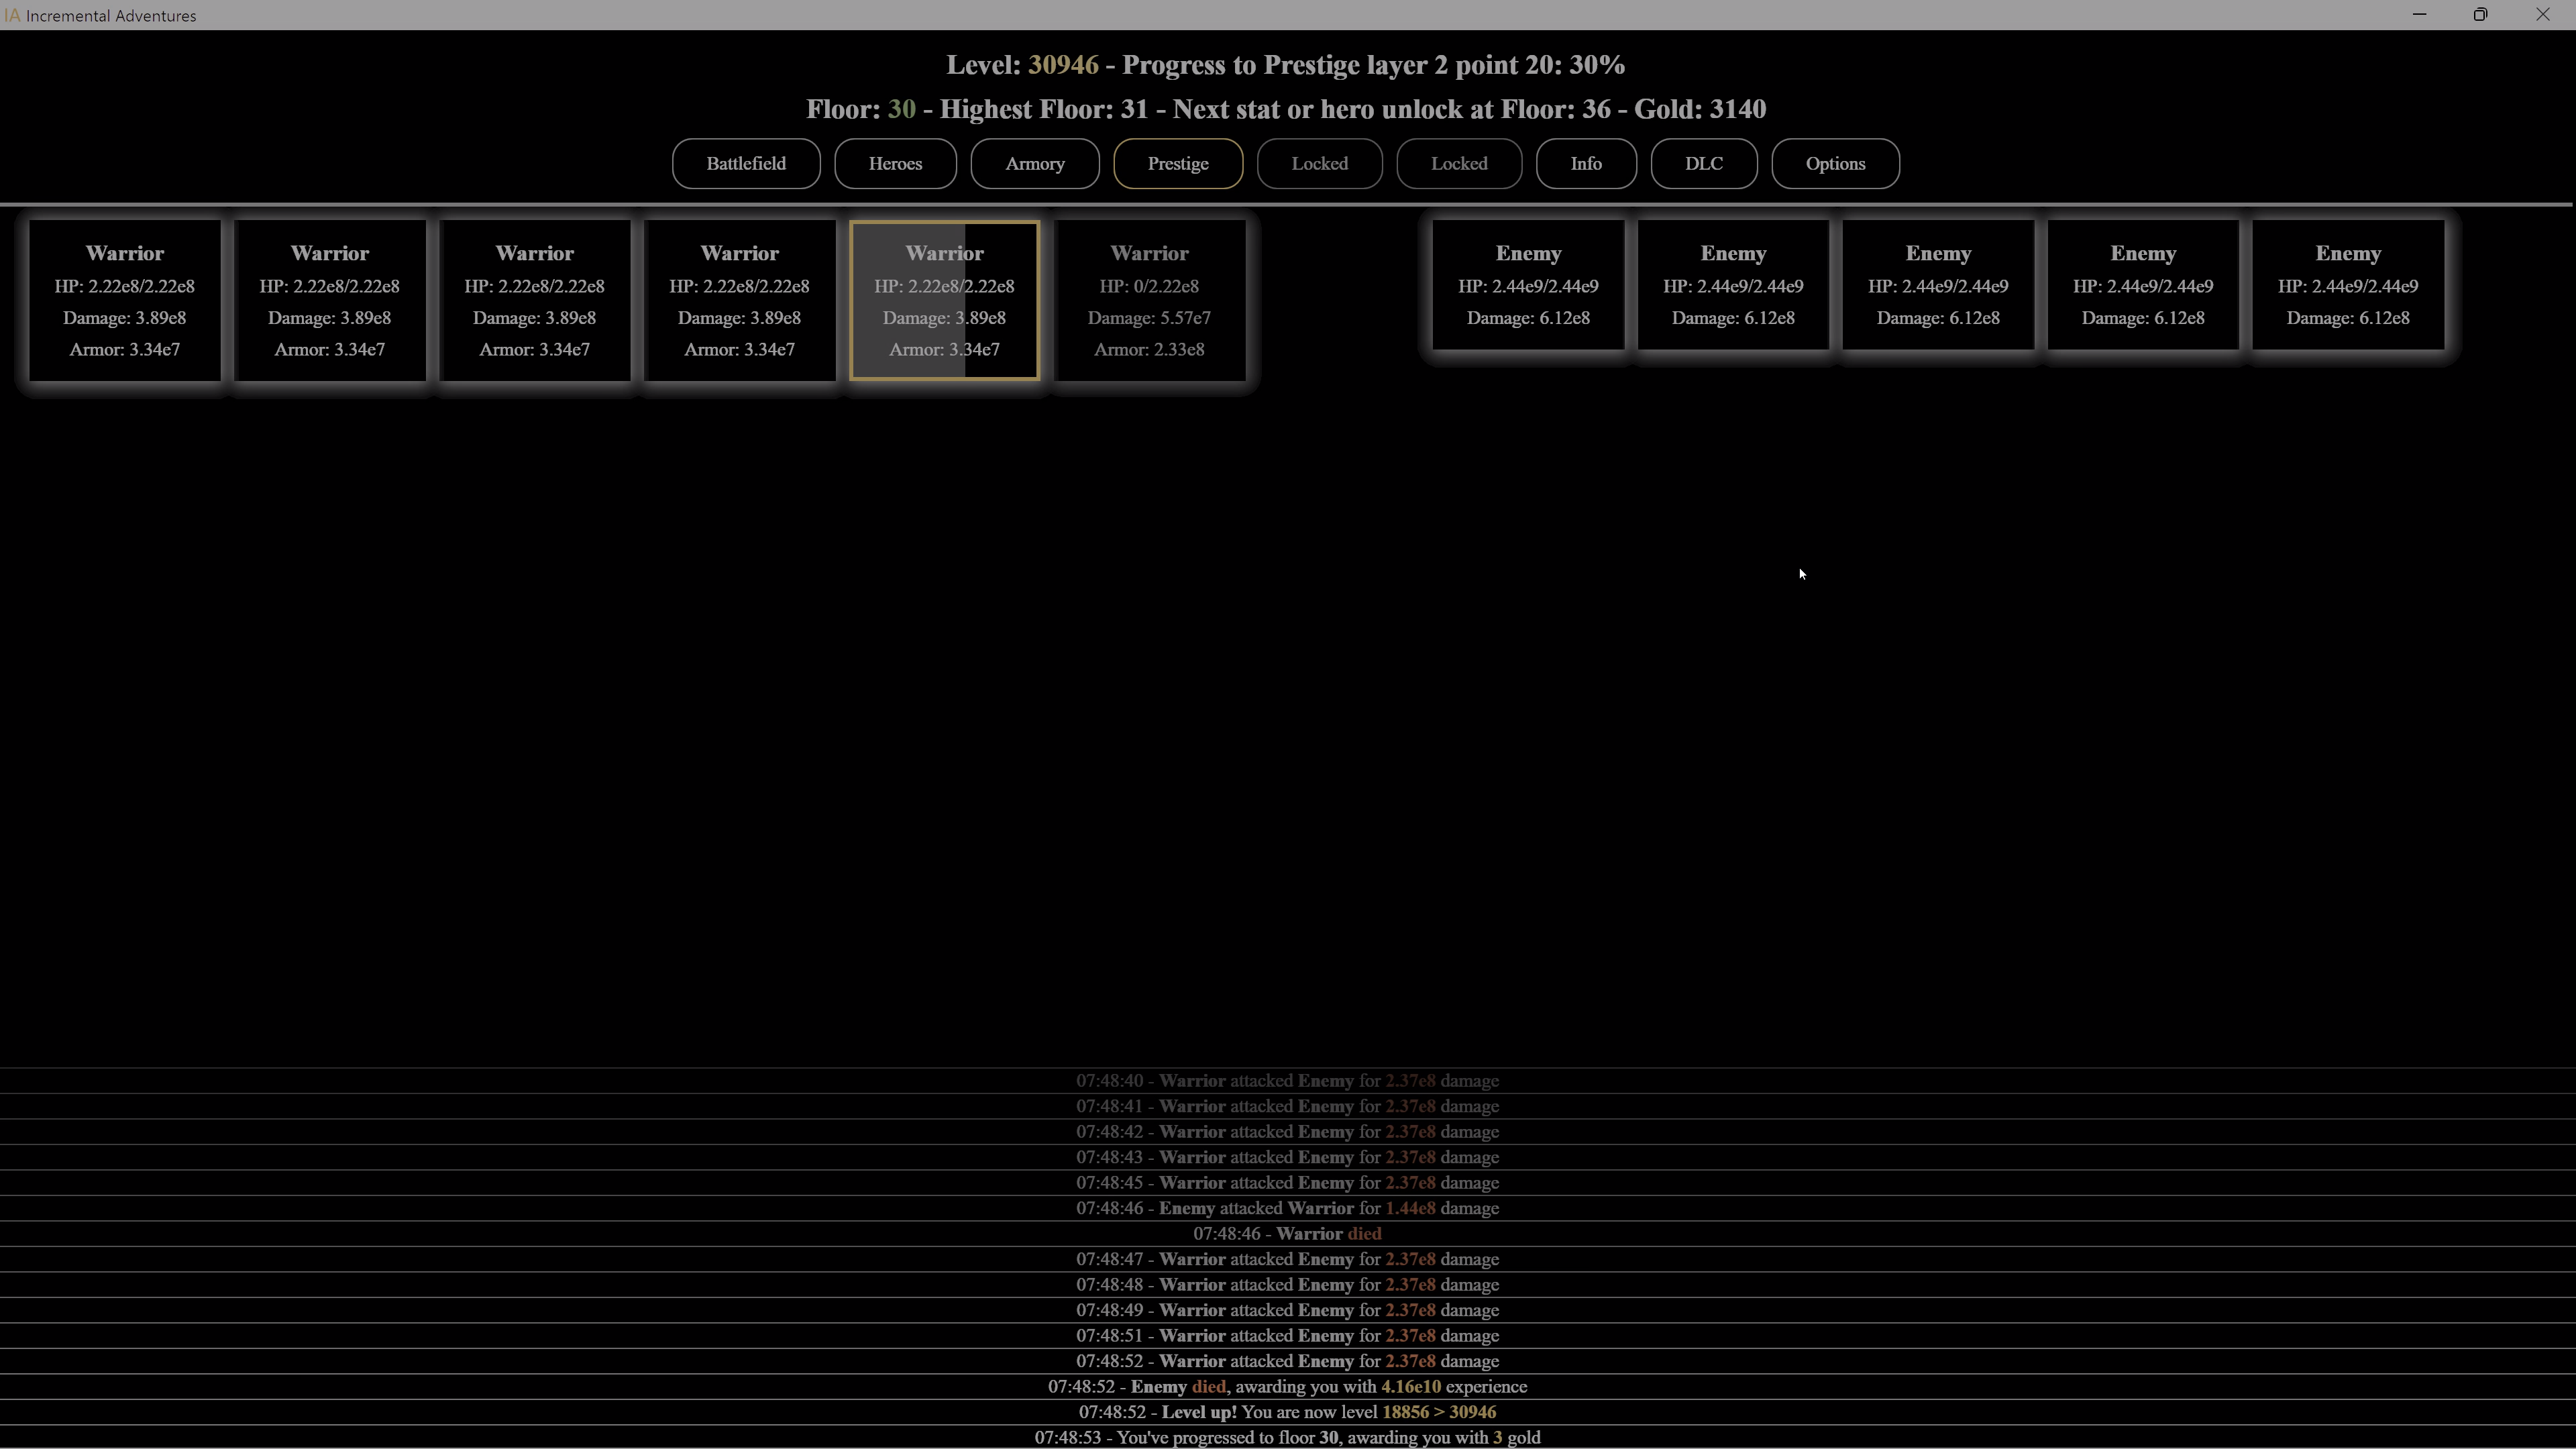 IA Incremental Adventures
Level: 30946 - Progress to Prestige layer 2 point 20: 30%
Floor: 30 - Highest Floor: 31 - Next stat or hero unlock at Floor: 36 - Gold: 3140
Battlefield Heroes Armory Prestige Locked Locked Info DLC Options
Warrior Warrior Warrior Warrior Warrior Warrior Enemy Enemy Enemy Enemy Enemy
HP: 2.22e8/2.22e8 HP: 2.22e8/2.22e8 HP: 2.22e8/2.22e8 HP: 2.22e8/2.22e8 HP: 2.22e8/2.22e8 HP: 0/2.22e8 HP: 2.44e9/2.44e9 HP: 2.44e9/2.44e9 HP: 2.44e9/2.44e9 HP: 2.44e9/2.44e9 HP: 2.44e9/2.44e9
Damage: 3.89e8 Damage: 3.89e8 Damage: 3.89e8 Damage: 3.89e8 Damage: 3.89e8 Damage: 5.57e7 Damage: 6.12e8 Damage: 6.12e8 Damage: 6.12e8 Damage: 6.12e8 Damage: 6.12e8
Armor: 3.34e7 Armor: 3.34e7 Armor: 3.34e7 Armor: 3.34e7 Armor: 3.34e7 Armor: 2.33e8
07:48:40 - Warrior attacked Enemy for 2.37e8 damage
07:48:41 - Warrior attacked Enemy for 2.37e8 damage
07:48:42 - Warrior attacked Enemy for 2.37e8 damage
07:48:43 - Warrior attacked Enemy for 2.37e8 damage
07:48:45 - Warrior attacked Enemy for 2.37e8 damage
07:48:46 - Enemy attacked Warrior for 1.44e8 damage
07:48:46 - Warrior died
07:48:47 - Warrior attacked Enemy for 2.37e8 damage
07:48:48 - Warrior attacked Enemy for 2.37e8 damage
07:48:49 - Warrior attacked Enemy for 2.37e8 damage
07:48:51 - Warrior attacked Enemy for 2.37e8 damage
07:48:52 - Warrior attacked Enemy for 2.37e8 damage
07:48:52 - Enemy died, awarding you with 4.16e10 experience
07:48:52 - Level up! You are now level 18856 > 30946
07:48:53 - You've progressed to floor 30, awarding you with 3 gold